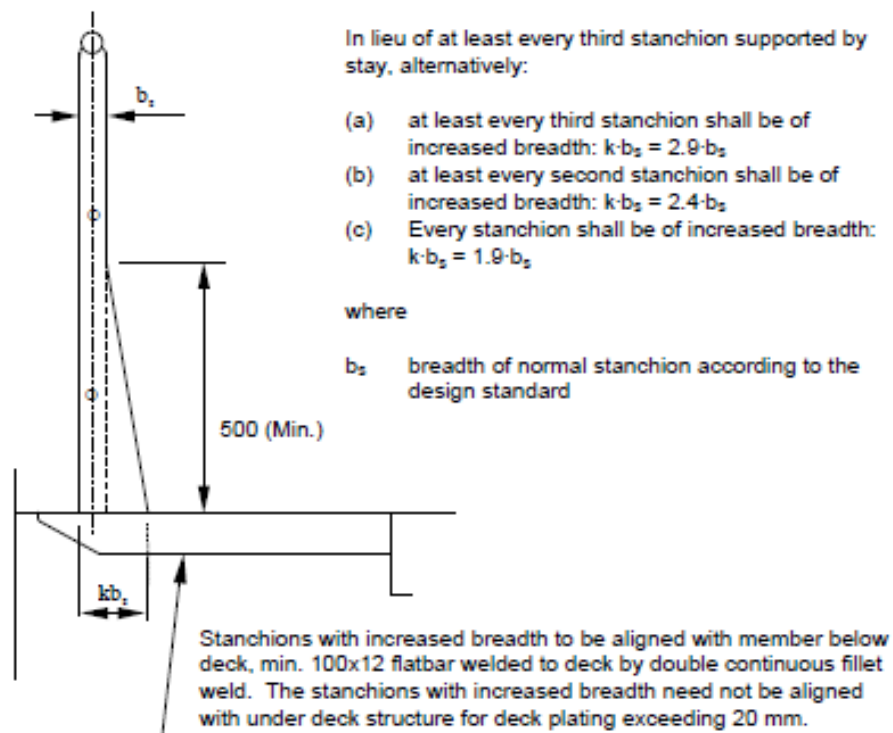 In lieu of at least every third stanchion supported by
stay, alternatively:
bₛ
(a) at least every third stanchion shall be of
increased breadth: k·bₛ = 2.9·bₛ
(b) at least every second stanchion shall be of
increased breadth: k·bₛ = 2.4·bₛ
(c) Every stanchion shall be of increased breadth:
k·bₛ = 1.9·bₛ
where
bₛ breadth of normal stanchion according to the
design standard
500 (Min.)
kbₛ
Stanchions with increased breadth to be aligned with member below
deck, min. 100x12 flatbar welded to deck by double continuous fillet
weld. The stanchions with increased breadth need not be aligned
with under deck structure for deck plating exceeding 20 mm.